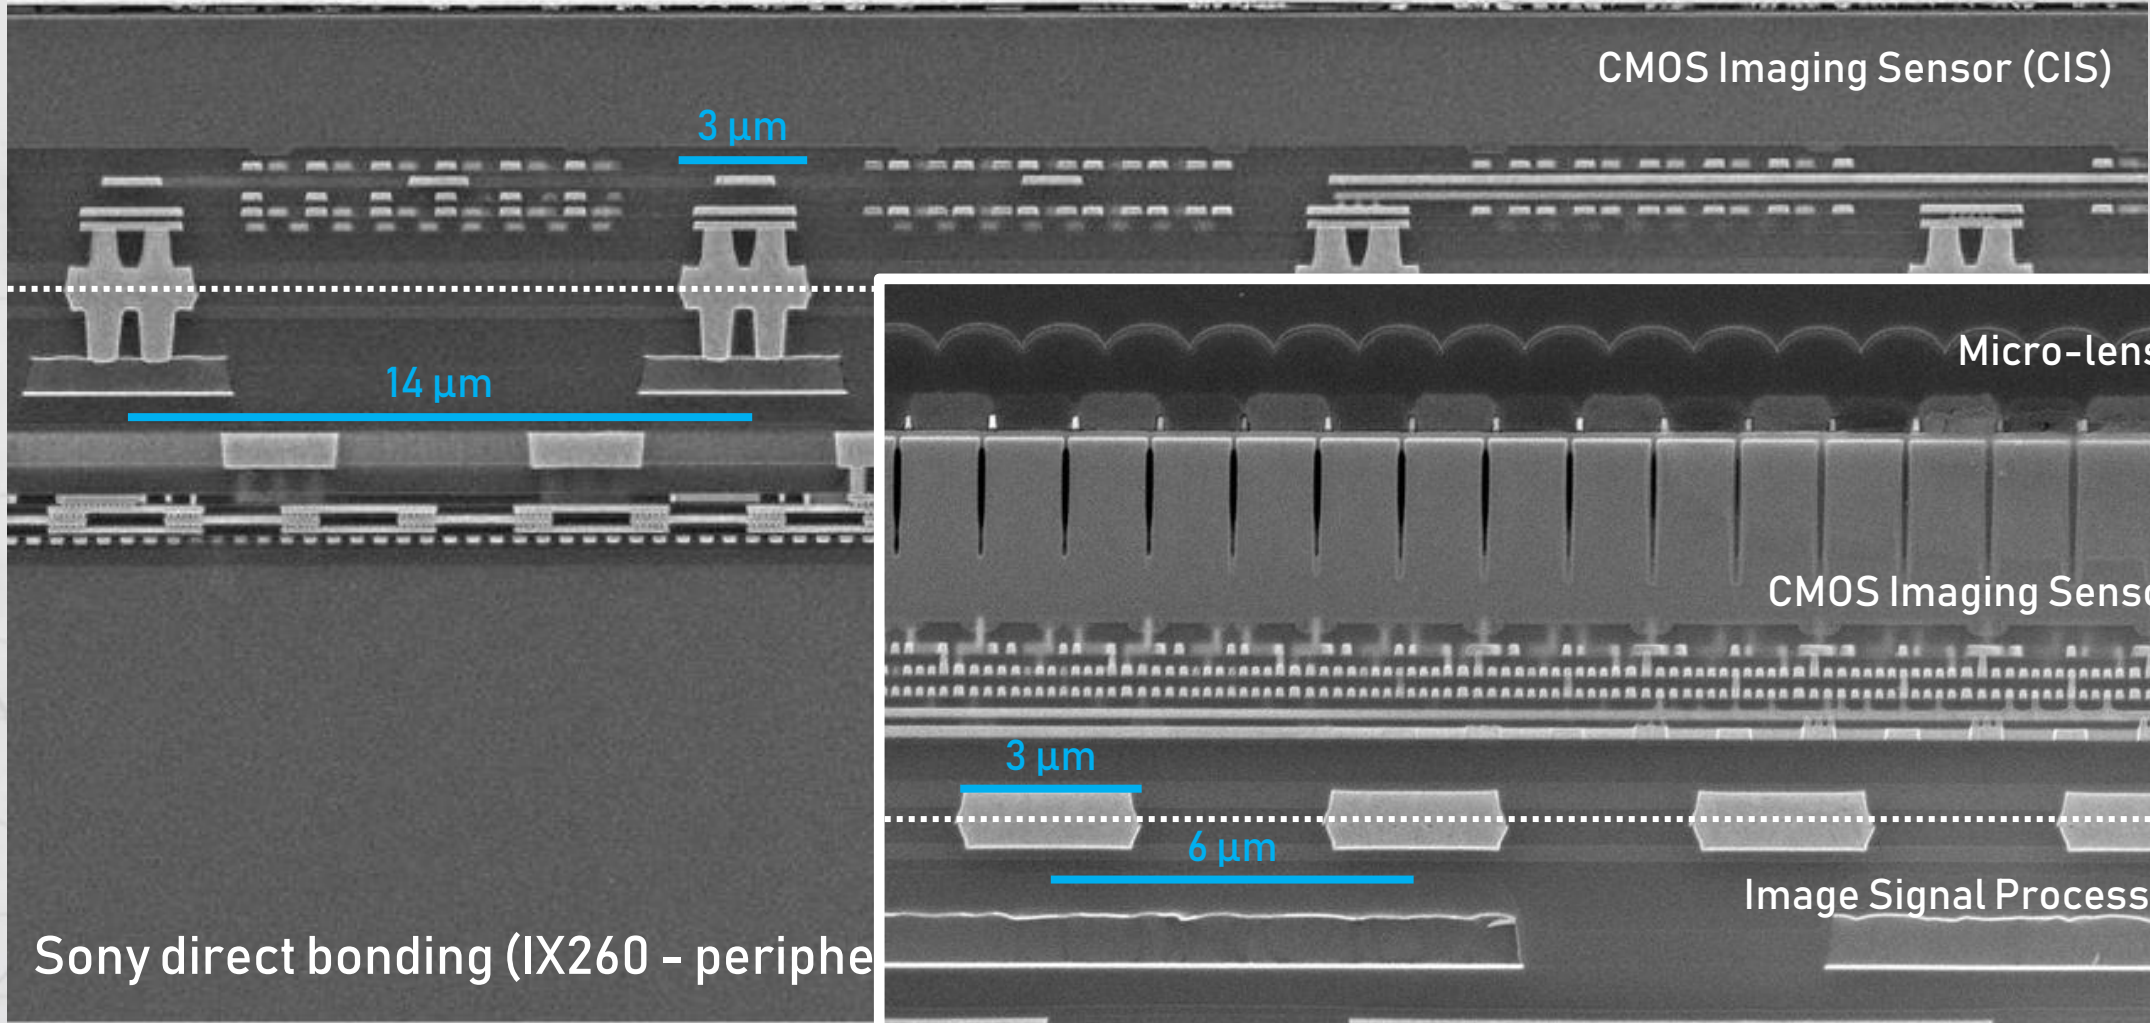 CMOS Imaging Sensor (CIS)
3 µm
14 µm
Sony direct bonding (IX260 - periphe
Micro-lens
CMOS Imaging Senso
3 µm
6 µm
Image Signal Process